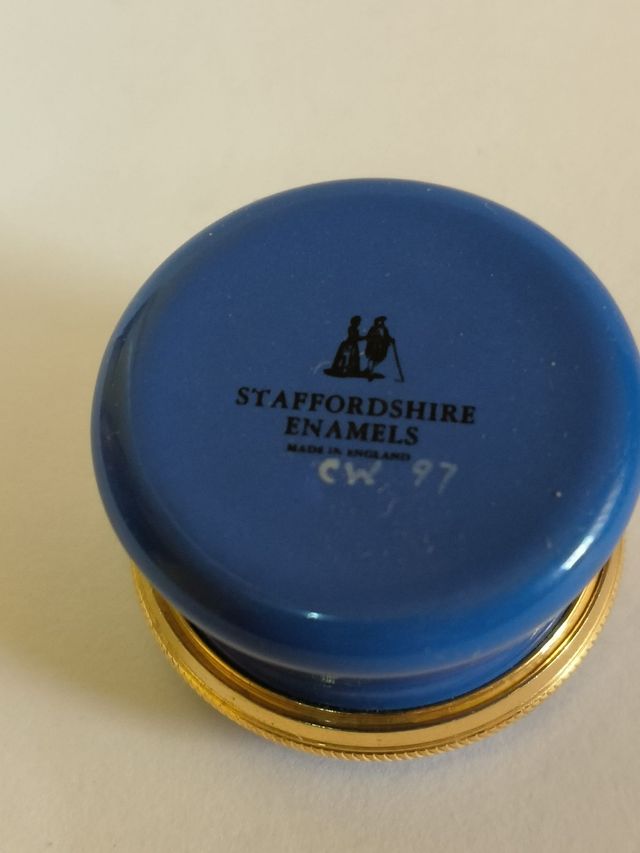 STAFFORDSHIRE
ENAMELS
MADE IN ENGLAND
CW 97